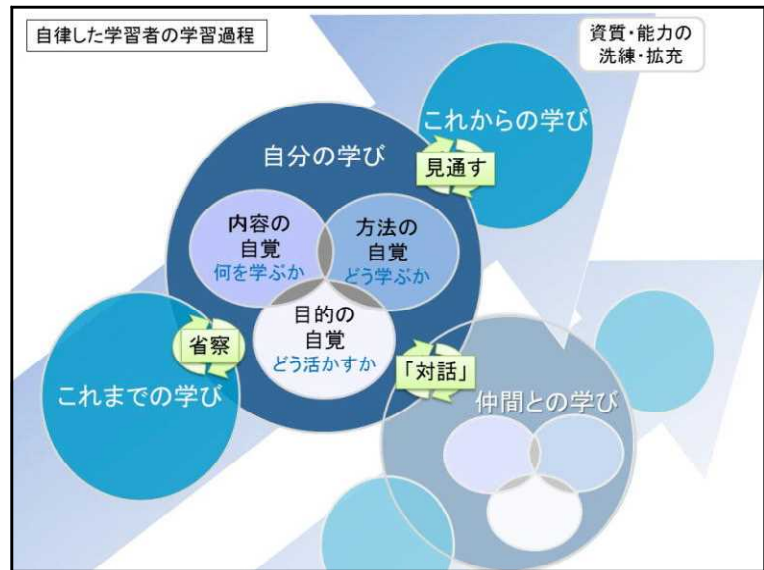 自律した学習者の学習過程
資質・能力の
洗練・拡充
これからの学び
自分の学び
見通す
内容の
自覚
何を学ぶか
方法の
自覚
どう学ぶか
目的の
自覚
どう活かすか
省察
これまでの学び
「対話」
仲間との学び